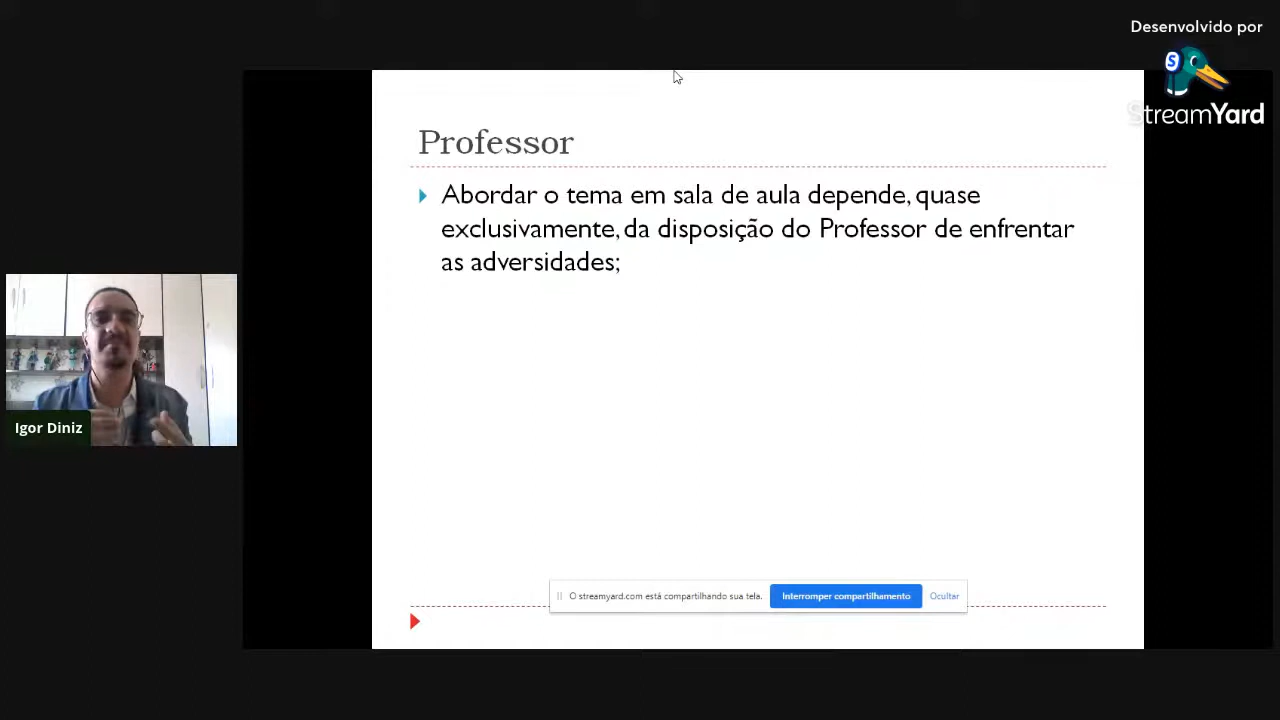 Desenvolvido por
StreamYard
Professor
Abordar o tema em sala de aula depende, quase
exclusivamente, da disposição do Professor de enfrentar
as adversidades;
Igor Diniz
O streamyard.com está compartilhando sua tela. Interromper compartilhamento Ocultar